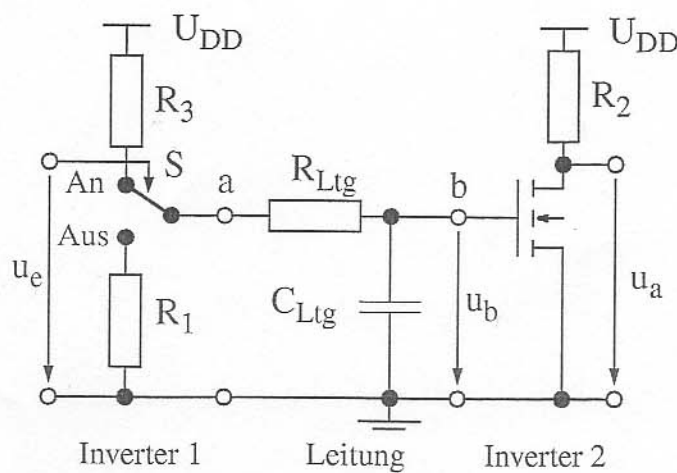 U_DD
R_3
S
An
a
R_Ltg
b
Aus
u_e
R_1
C_Ltg
u_b
U_DD
R_2
u_a
Inverter 1
Leitung
Inverter 2